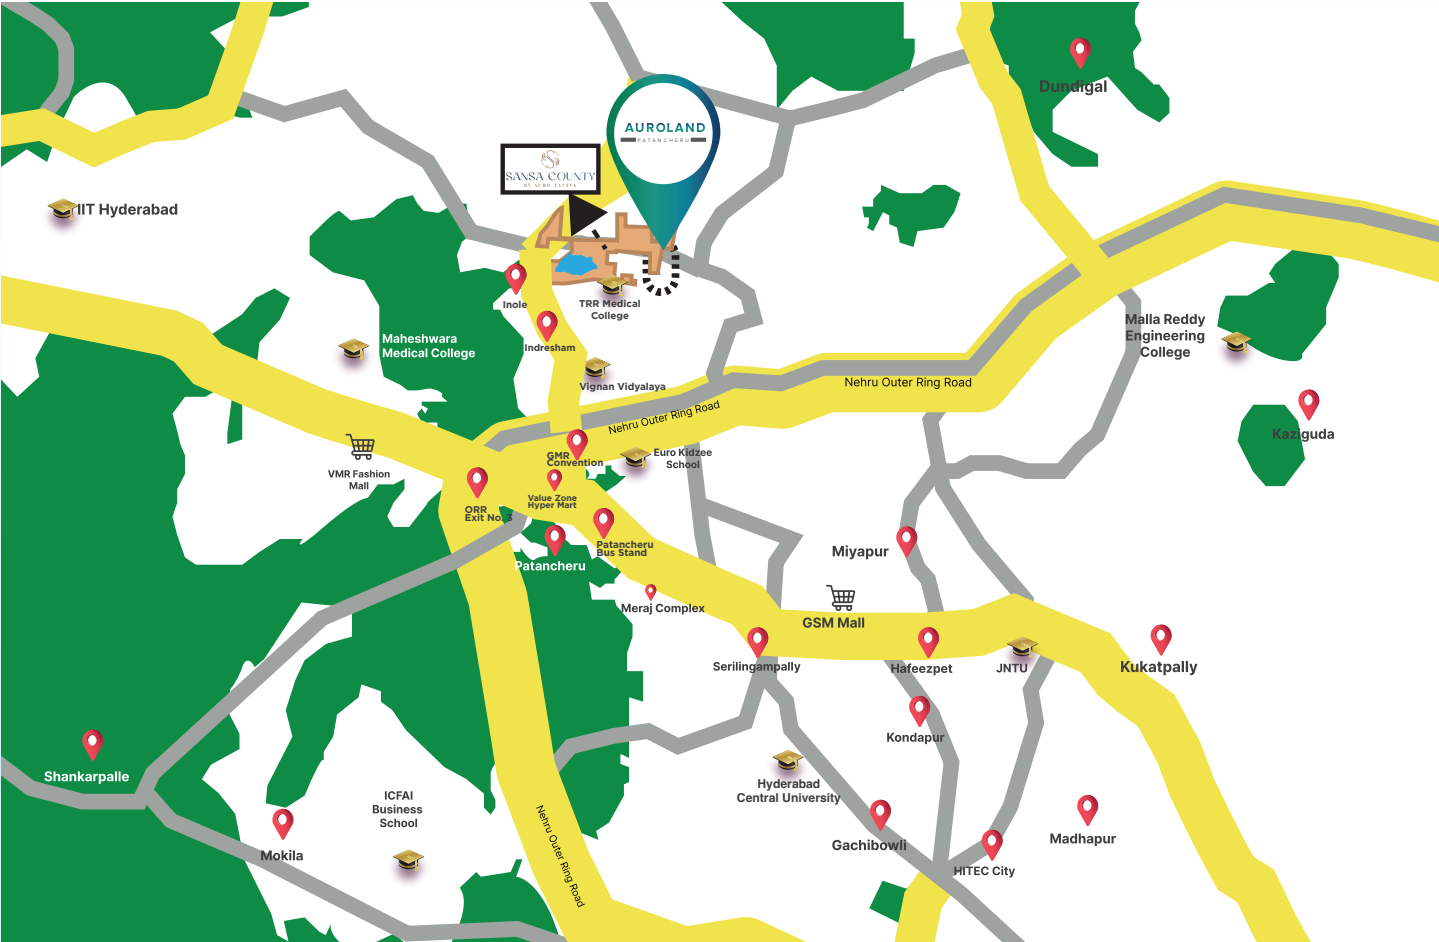 Dundigal
AUROLAND
PATANCHERU
SANSA COUNTY
BY AURO TATTVA
IIT Hyderabad
Inole
TRR Medical
College
Indresham
Maheshwara
Medical College
Vignan Vidyalaya
Malla Reddy
Engineering
College
Nehru Outer Ring Road
Nehru Outer Ring Road
Kaziguda
GMR
Convention
Euro Kidzee
School
VMR Fashion
Mall
Value Zone
Hyper Mart
ORR
Exit No. 3
Patancheru
Bus Stand
Patancheru
Miyapur
Meraj Complex
GSM Mall
Serilingampally
Hafeezpet
JNTU
Kukatpally
Kondapur
Shankarpalle
Hyderabad
Central University
ICFAI
Business
School
Nehru Outer Ring Road
Gachibowli
Madhapur
Mokila
HITEC City